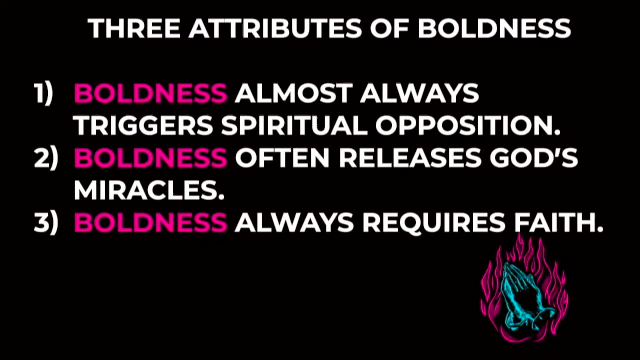 THREE ATTRIBUTES OF BOLDNESS
1) BOLDNESS ALMOST ALWAYS
TRIGGERS SPIRITUAL OPPOSITION.
2) BOLDNESS OFTEN RELEASES GOD'S
MIRACLES.
3) BOLDNESS ALWAYS REQUIRES FAITH.